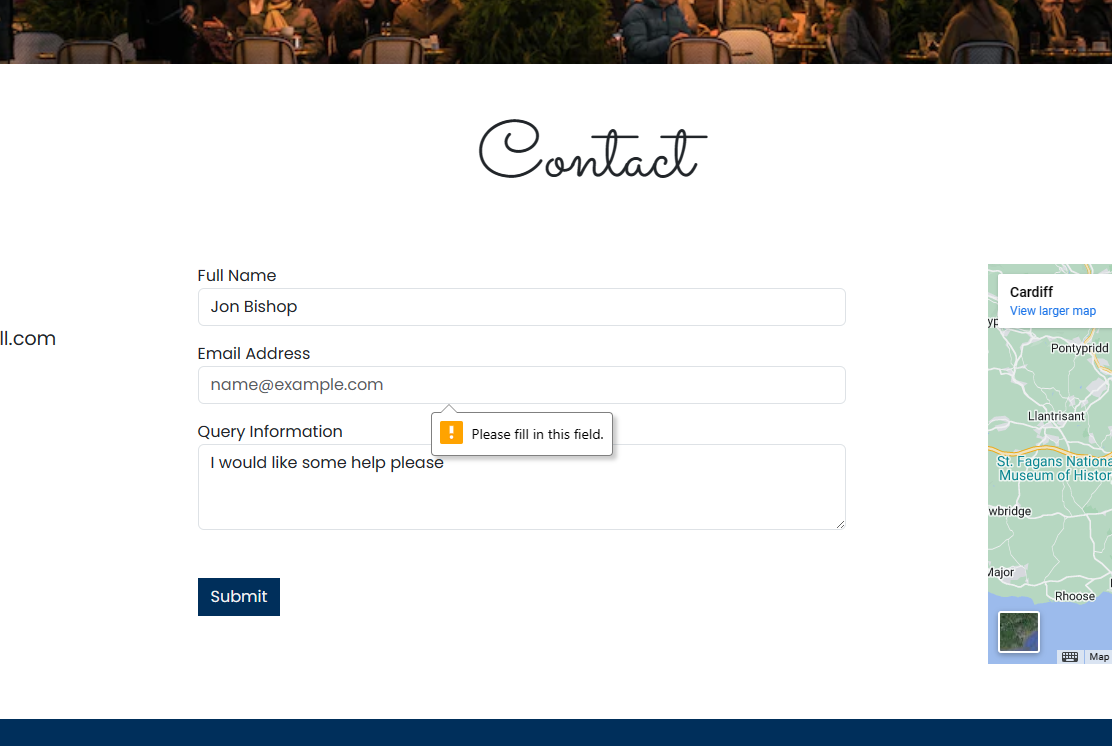 Contact
ll.com
Full Name
Jon Bishop
Email Address
name@example.com
Please fill in this field.
Query Information
I would like some help please
Submit
Cardiff
View larger map
Pontypridd
Llantrisant
St. Fagans Nationa
Museum of Histor
wbridge
Major
Rhoose
Map